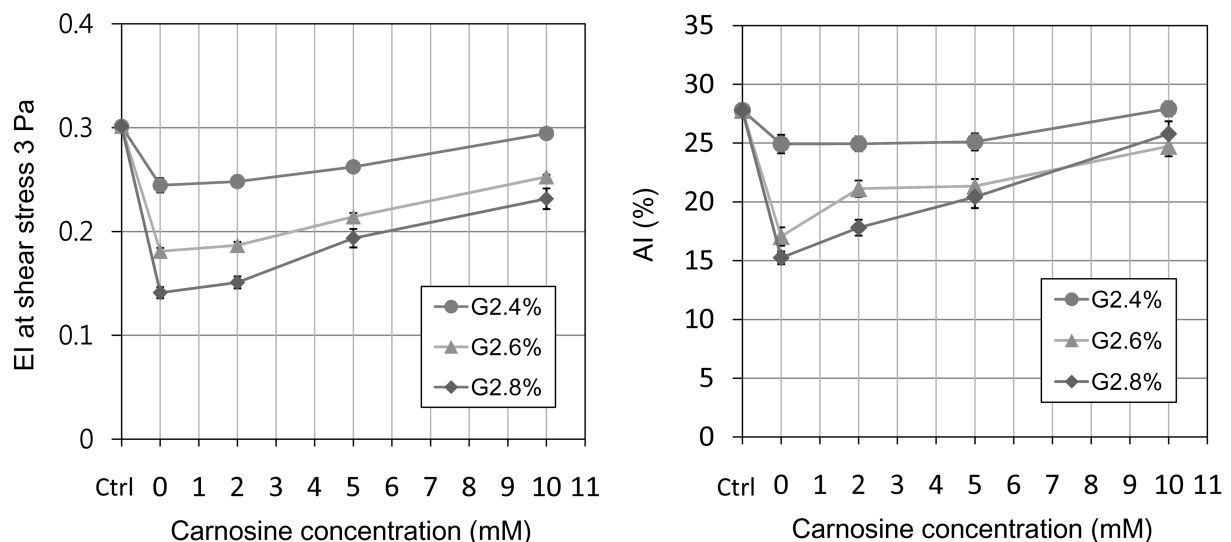 0.4
0.3
0.2
0.1
0
EI at shear stress 3 Pa
G2.4%
G2.6%
G2.8%
Ctrl 0 1 2 3 4 5 6 7 8 9 10 11
Carnosine concentration (mM)
35
30
25
20
15
10
5
0
AI (%)
G2.4%
G2.6%
G2.8%
Ctrl 0 1 2 3 4 5 6 7 8 9 10 11
Carnosine concentration (mM)